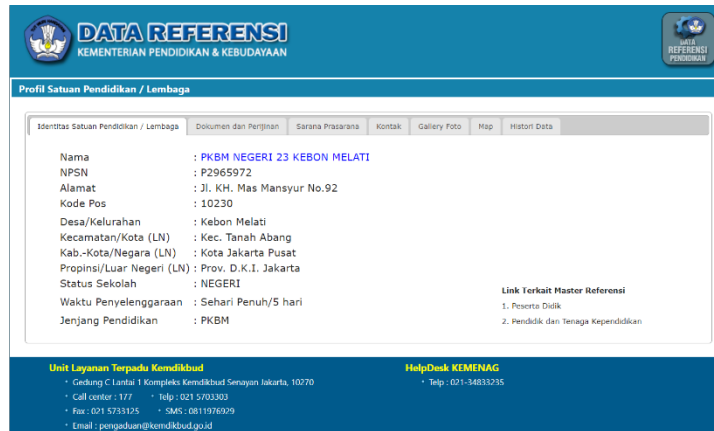 DATA REFERENSI
KEMENTERIAN PENDIDIKAN & KEBUDAYAAN
DATA
REFERENSI
PENDIDIKAN
Profil Satuan Pendidikan / Lembaga
Identitas Satuan Pendidikan / Lembaga Dokumen dan Perijinan Sarana Prasarana Kontak Gallery Foto Map Histori Data
Nama : PKBM NEGERI 23 KEBON MELATI
NPSN : P2965972
Alamat : Jl. KH. Mas Mansyur No.92
Kode Pos : 10230
Desa/Kelurahan : Kebon Melati
Kecamatan/Kota (LN) : Kec. Tanah Abang
Kab.-Kota/Negara (LN) : Kota Jakarta Pusat
Propinsi/Luar Negeri (LN) : Prov. D.K.I. Jakarta
Status Sekolah : NEGERI
Waktu Penyelenggaraan : Sehari Penuh/5 hari
Jenjang Pendidikan : PKBM
Link Terkait Master Referensi
1. Peserta Didik
2. Pendidik dan Tenaga Kependidikan
Unit Layanan Terpadu Kemdikbud
* Gedung C Lantai 1 Kompleks Kemdikbud Senayan Jakarta, 10270
* Call center : 177 * Telp : 021 5703303
* Fax : 021 5733125 * SMS : 0811976929
* Email : pengaduan@kemdikbud.go.id
HelpDesk KEMENAG
* Telp : 021-34833235